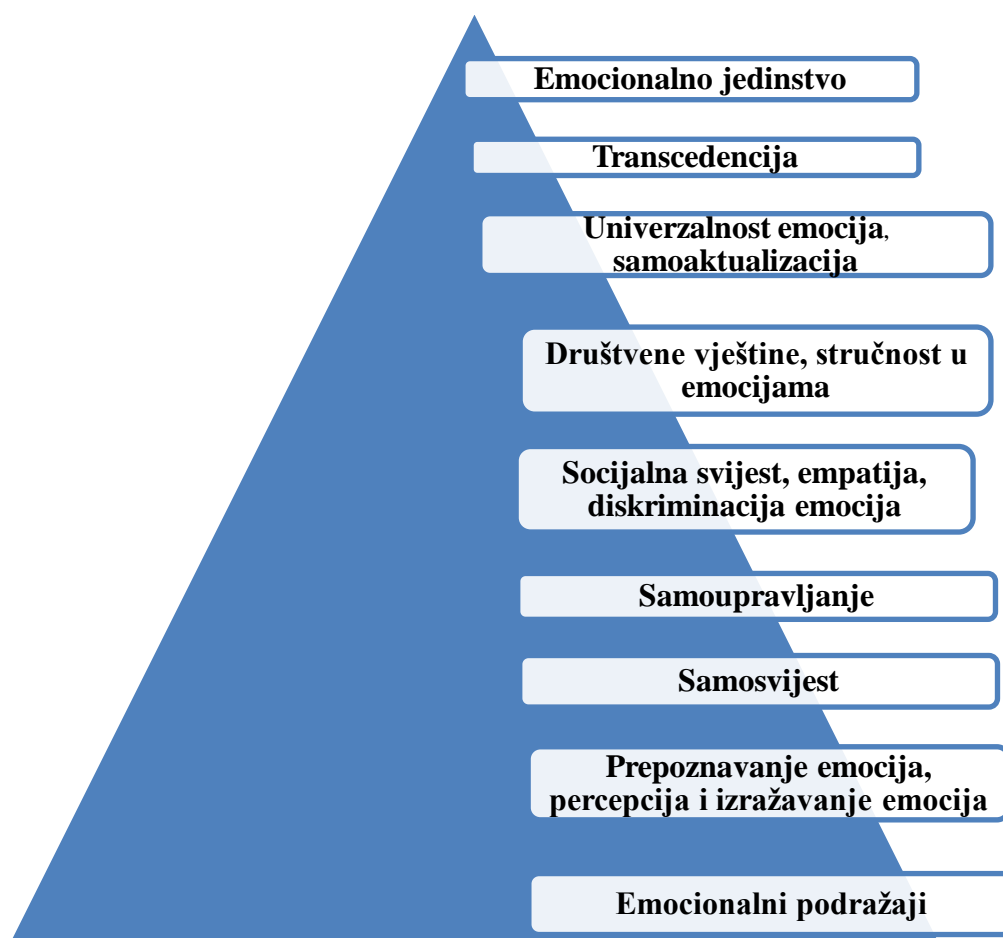 Emocionalno jedinstvo
Transcedencija
Univerzalnost emocija,
samoaktualizacija
Društvene vještine, stručnost u
emocijama
Socijalna svijest, empatija,
diskriminacija emocija
Samoupravljanje
Samosvijest
Prepoznavanje emocija,
percepcija i izražavanje emocija
Emocionalni podražaji